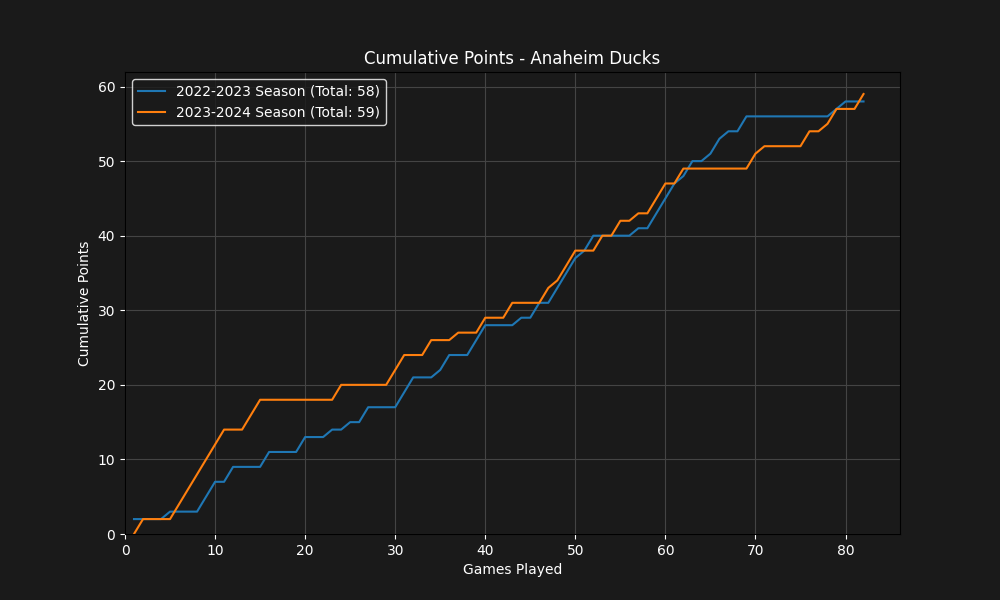 Cumulative Points - Anaheim Ducks
2022-2023 Season (Total: 58)
2023-2024 Season (Total: 59)
Cumulative Points
60
50
40
30
20
10
0
0 10 20 30 40 50 60 70 80
Games Played